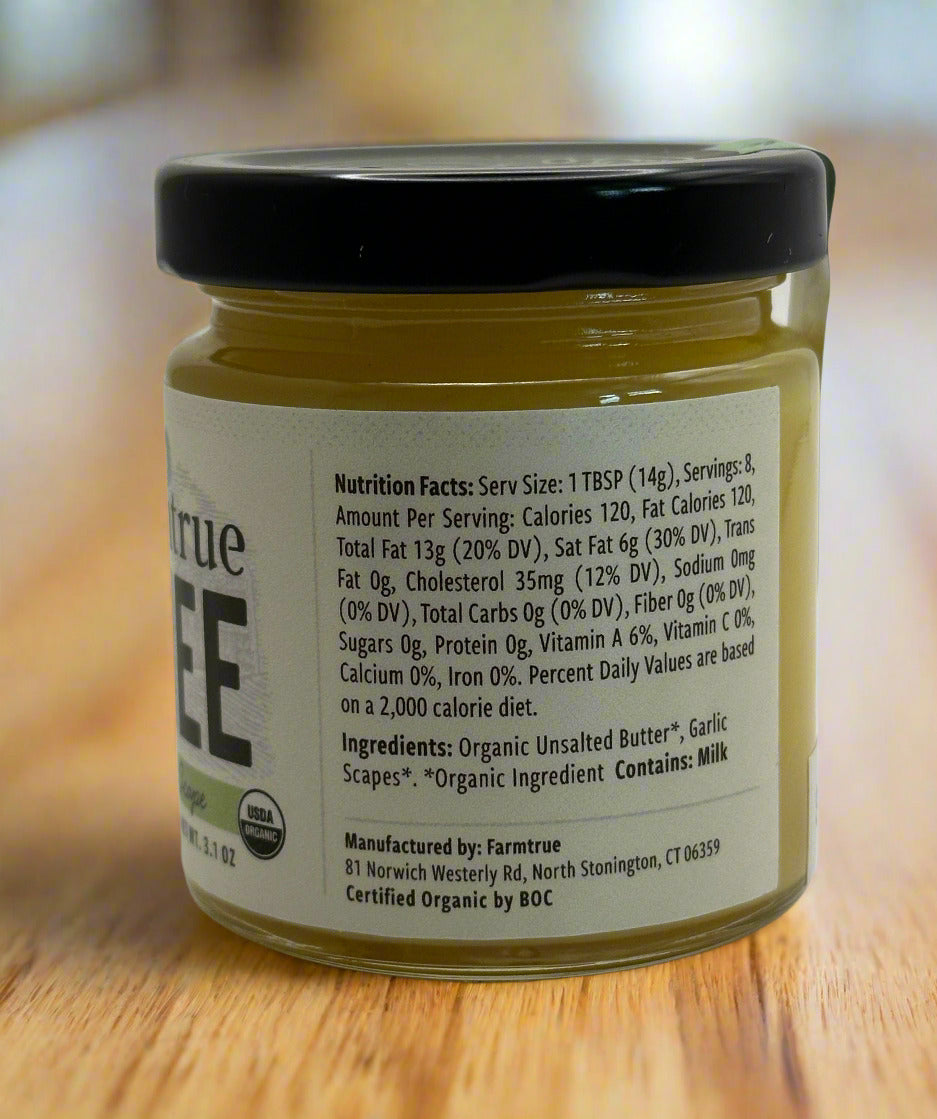 true
EE
USDA
ORGANIC
WT. 3.1 OZ
Nutrition Facts: Serv Size: 1 TBSP (14g), Servings: 8,
Amount Per Serving: Calories 120, Fat Calories 120,
Total Fat 13g (20% DV), Sat Fat 6g (30% DV), Trans
Fat 0g, Cholesterol 35mg (12% DV), Sodium 0mg
(0% DV), Total Carbs 0g (0% DV), Fiber 0g (0% DV),
Sugars 0g, Protein 0g, Vitamin A 6%, Vitamin C 0%,
Calcium 0%, Iron 0%. Percent Daily Values are based
on a 2,000 calorie diet.
Ingredients: Organic Unsalted Butter*, Garlic
Scapes*. *Organic Ingredient Contains: Milk
Manufactured by: Farmtrue
81 Norwich Westerly Rd, North Stonington, CT 06359
Certified Organic by BOC